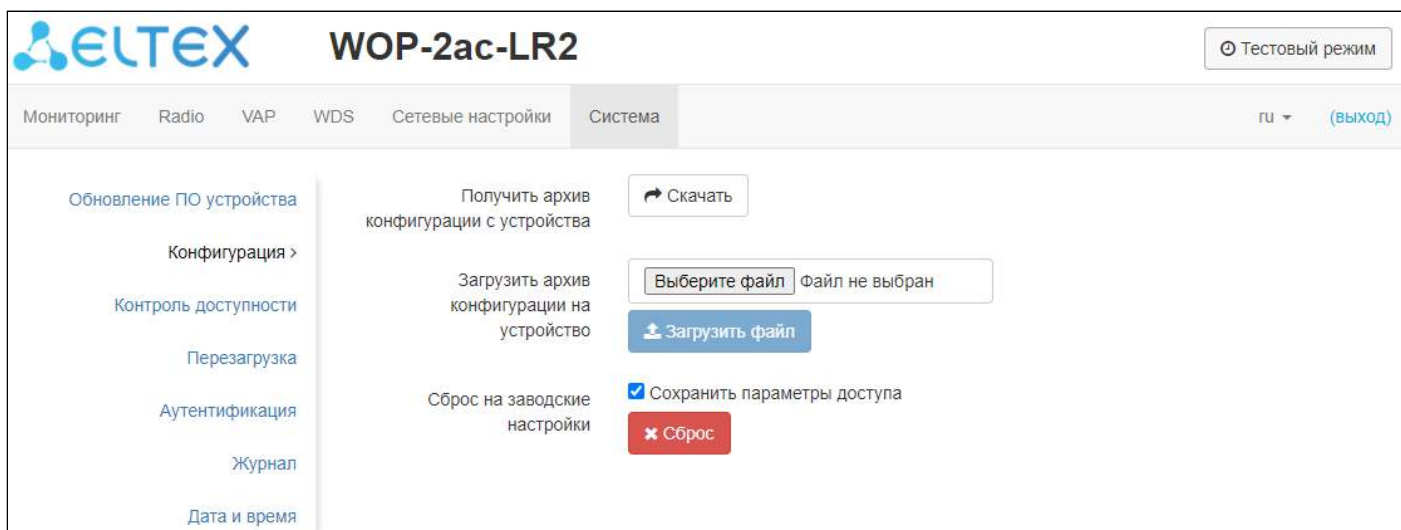 ELTEX WOP-2ac-LR2 Тестовый режим
Мониторинг Radio VAP WDS Сетевые настройки Система ru (выход)
Обновление ПО устройства
Конфигурация >
Контроль доступности
Перезагрузка
Аутентификация
Журнал
Дата и время
Получить архив
конфигурации с устройства
Скачать
Загрузить архив
конфигурации на
устройство
Выберите файл Файл не выбран
Загрузить файл
Сброс на заводские
настройки
Сохранить параметры доступа
Сброс